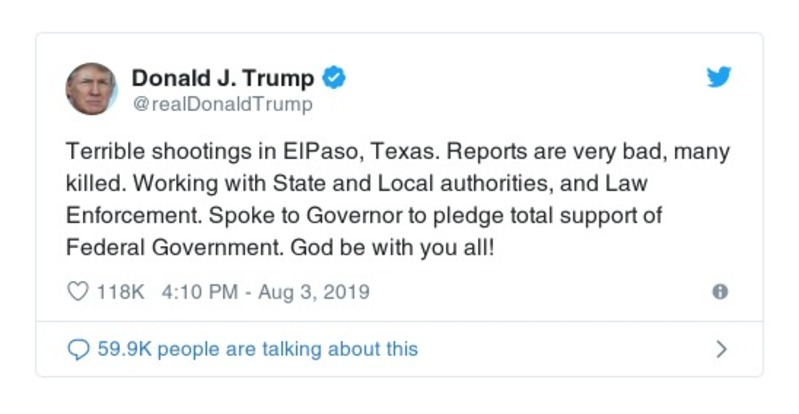 Donald J. Trump
@realDonaldTrump
Terrible shootings in ElPaso, Texas. Reports are very bad, many
killed. Working with State and Local authorities, and Law
Enforcement. Spoke to Governor to pledge total support of
Federal Government. God be with you all!
118K 4:10 PM - Aug 3, 2019
59.9K people are talking about this